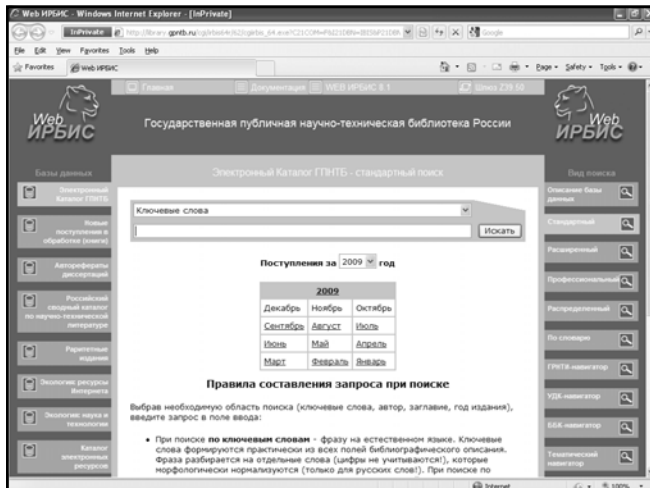 Web ИРБИС - Windows Internet Explorer - [InPrivate]
InPrivate
Google
File Edit View Favorites Tools Help
Favorites Web ИРБИС
Page Safety Tools
Главная Документация WEB ИРБИС 8.1 Шлюз Z39.50
Web ИРБИС
Государственная публичная научно-техническая библиотека России
Web ИРБИС
Базы данных
Электронный Каталог ГПНТБ - стандартный поиск
Вид поиска
Электронный
Каталог ГПНТБ
Новые
поступления в
обработке (книги)
Авторефераты
диссертаций
Российский
сводный каталог
по научно-технической
литературе
Раритетные
издания
Экология: ресурсы
Интернета
Экология: наука и
технологии
Каталог
электронных
ресурсов
Ключевые слова
Искать
Поступления за 2009 год
2009
Декабрь Ноябрь Октябрь
Сентябрь Август Июль
Июнь Май Апрель
Март Февраль Январь
Правила составления запроса при поиске
Выбрав необходимую область поиска (ключевые слова, автор, заглавие, год издания),
введите запрос в поле ввода:
• При поиске по ключевым словам - фразу на естественном языке. Ключевые
слова формируются практически из всех полей библиографического описания.
Фраза разбирается на отдельные слова (цифры не учитываются!), которые
морфологически нормализуются (только для русских слов!). При поиске по
Описание базы
данных
Стандартный
Расширенный
Профессиональный
Распределенный
По словарю
ГРНТИ-навигатор
УДК-навигатор
ББК-навигатор
Тематический
навигатор
Internet
100%